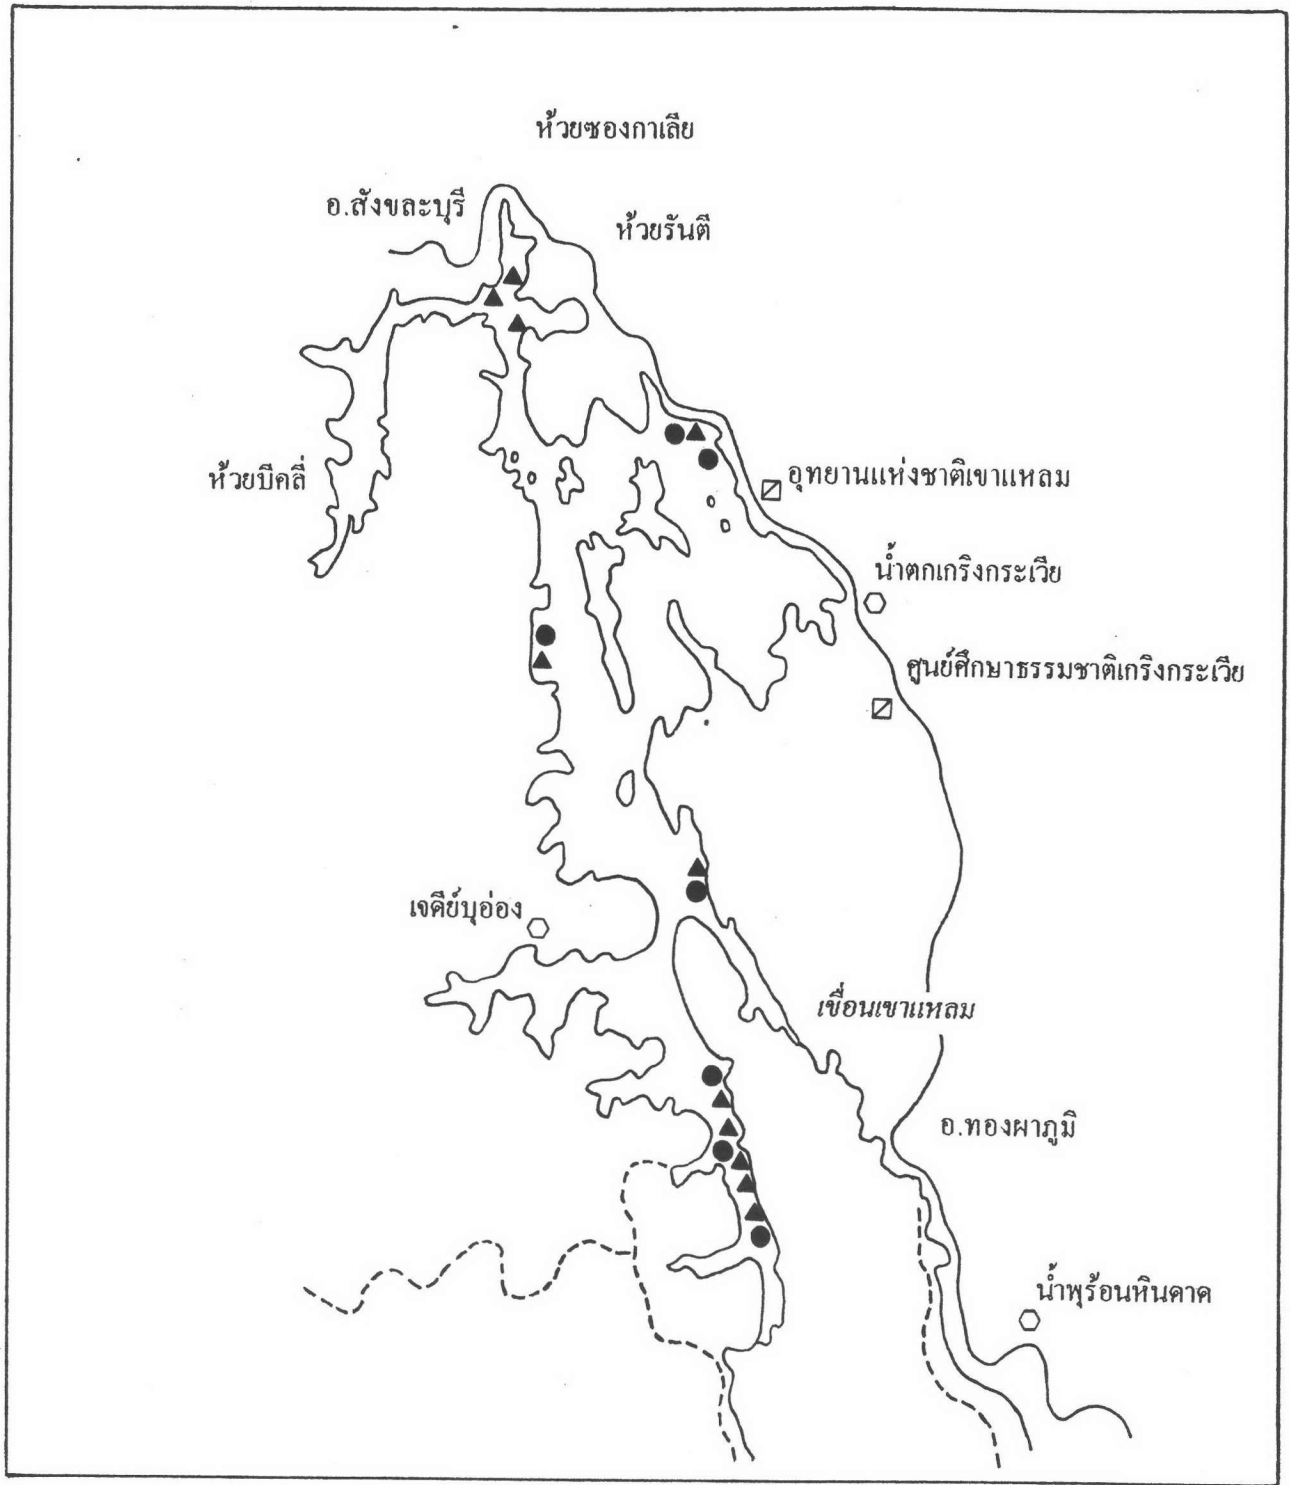 ห้วยซองกาเลีย
อ.สังขละบุรี
ห้วยรันตี
ห้วยบีคลี่
อุทยานแห่งชาติเขาแหลม
น้ำตกเกริงกระเวีย
ศูนย์ศึกษาธรรมชาติเกริงกระเวีย
เจดีย์บุอ่อง
เขื่อนเขาแหลม
อ.ทองผาภูมิ
น้ำพุร้อนหินดาด